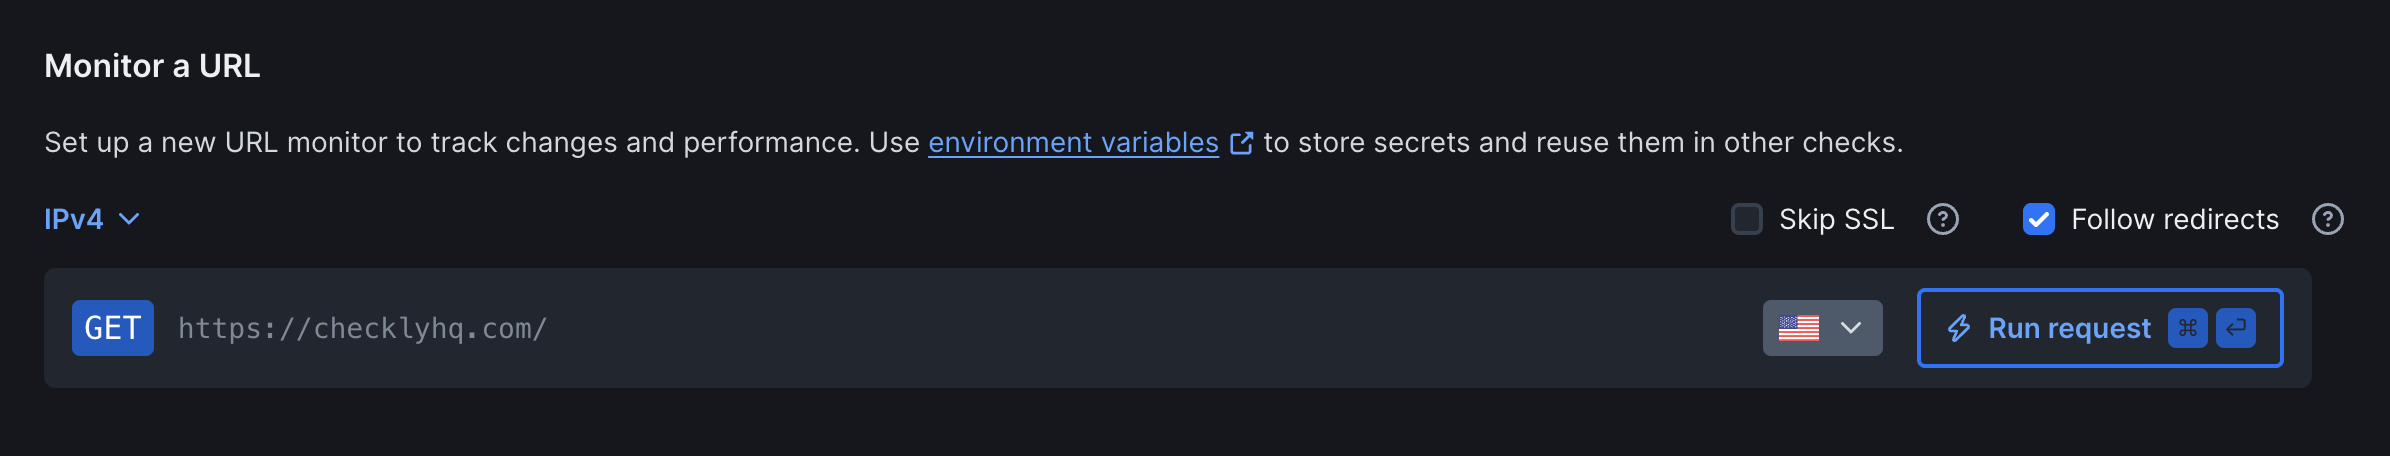 Monitor a URL
Set up a new URL monitor to track changes and performance. Use environment variables to store secrets and reuse them in other checks.
IPv4 Skip SSL ? Follow redirects ?
GET https://checklyhq.com/ Run request ⌘ ↩